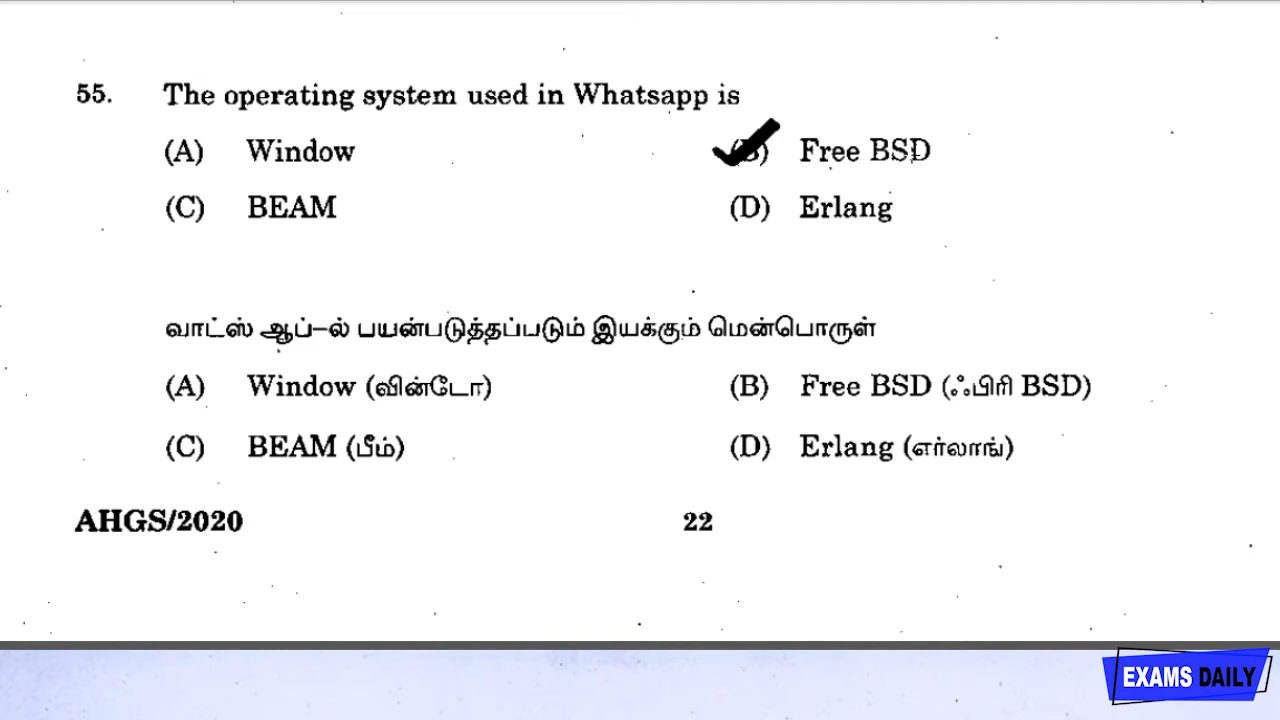 55. The operating system used in Whatsapp is
(A) Window (B) Free BSD
(C) BEAM (D) Erlang
வாட்ஸ் ஆப்–ல் பயன்படுத்தப்படும் இயக்கும் மென்பொருள்
(A) Window (வின்டோ) (B) Free BSD (ஃபிரி BSD)
(C) BEAM (பீம்) (D) Erlang (எர்லாங்)
AHGS/2020 22
EXAMS DAILY